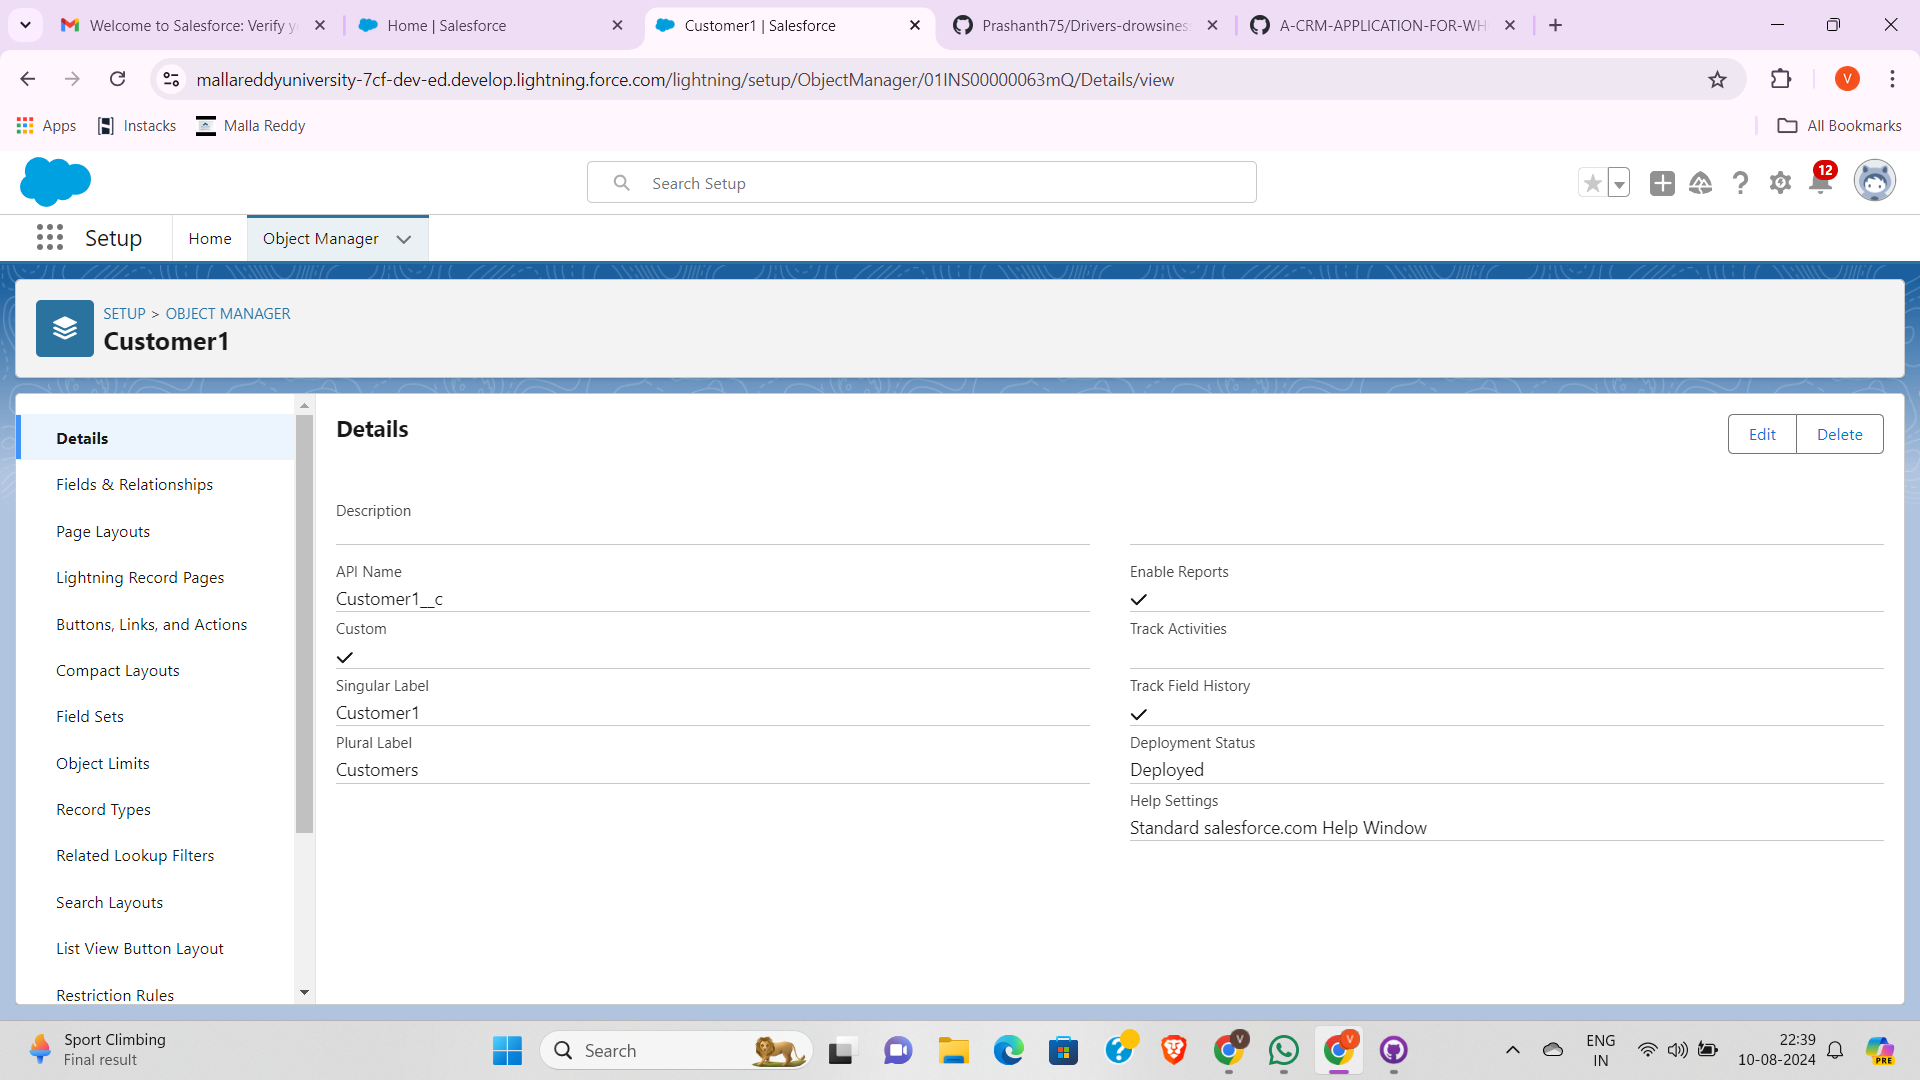 Welcome to Salesforce: Verify y
Home | Salesforce
Customer1 | Salesforce
Prashanth75/Drivers-drowsines
A-CRM-APPLICATION-FOR-WH
mallareddyuniversity-7cf-dev-ed.develop.lightning.force.com/lightning/setup/ObjectManager/01INS00000063mQ/Details/view
V
Apps
Instacks
Malla Reddy
All Bookmarks
Search Setup
12
Setup
Home
Object Manager
SETUP > OBJECT MANAGER
Customer1
Details
Fields & Relationships
Page Layouts
Lightning Record Pages
Buttons, Links, and Actions
Compact Layouts
Field Sets
Object Limits
Record Types
Related Lookup Filters
Search Layouts
List View Button Layout
Restriction Rules
Details
Edit
Delete
Description
API Name
Customer1__c
Custom
Singular Label
Customer1
Plural Label
Customers
Enable Reports
Track Activities
Track Field History
Deployment Status
Deployed
Help Settings
Standard salesforce.com Help Window
Sport Climbing
Final result
Search
V
V
ENG
IN
22:39
10-08-2024
PRE